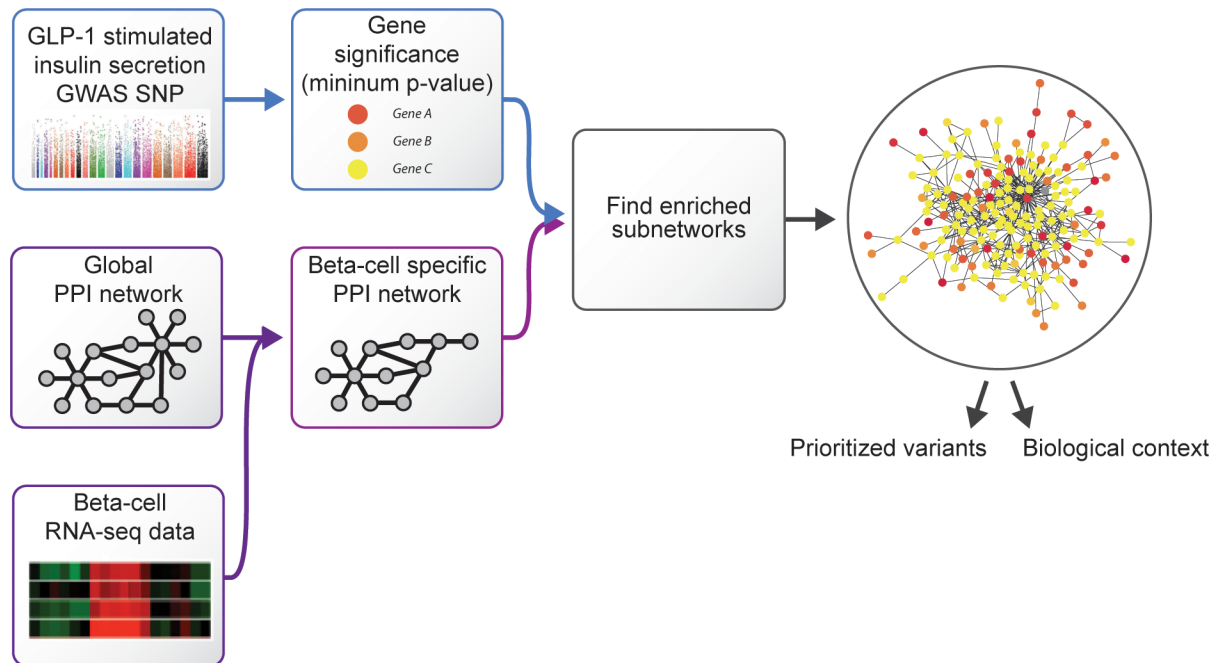 GLP-1 stimulated
insulin secretion
GWAS SNP
Gene
significance
(mininum p-value)
Gene A
Gene B
Gene C
Find enriched
subnetworks
Global
PPI network
Beta-cell specific
PPI network
Prioritized variants
Biological context
Beta-cell
RNA-seq data